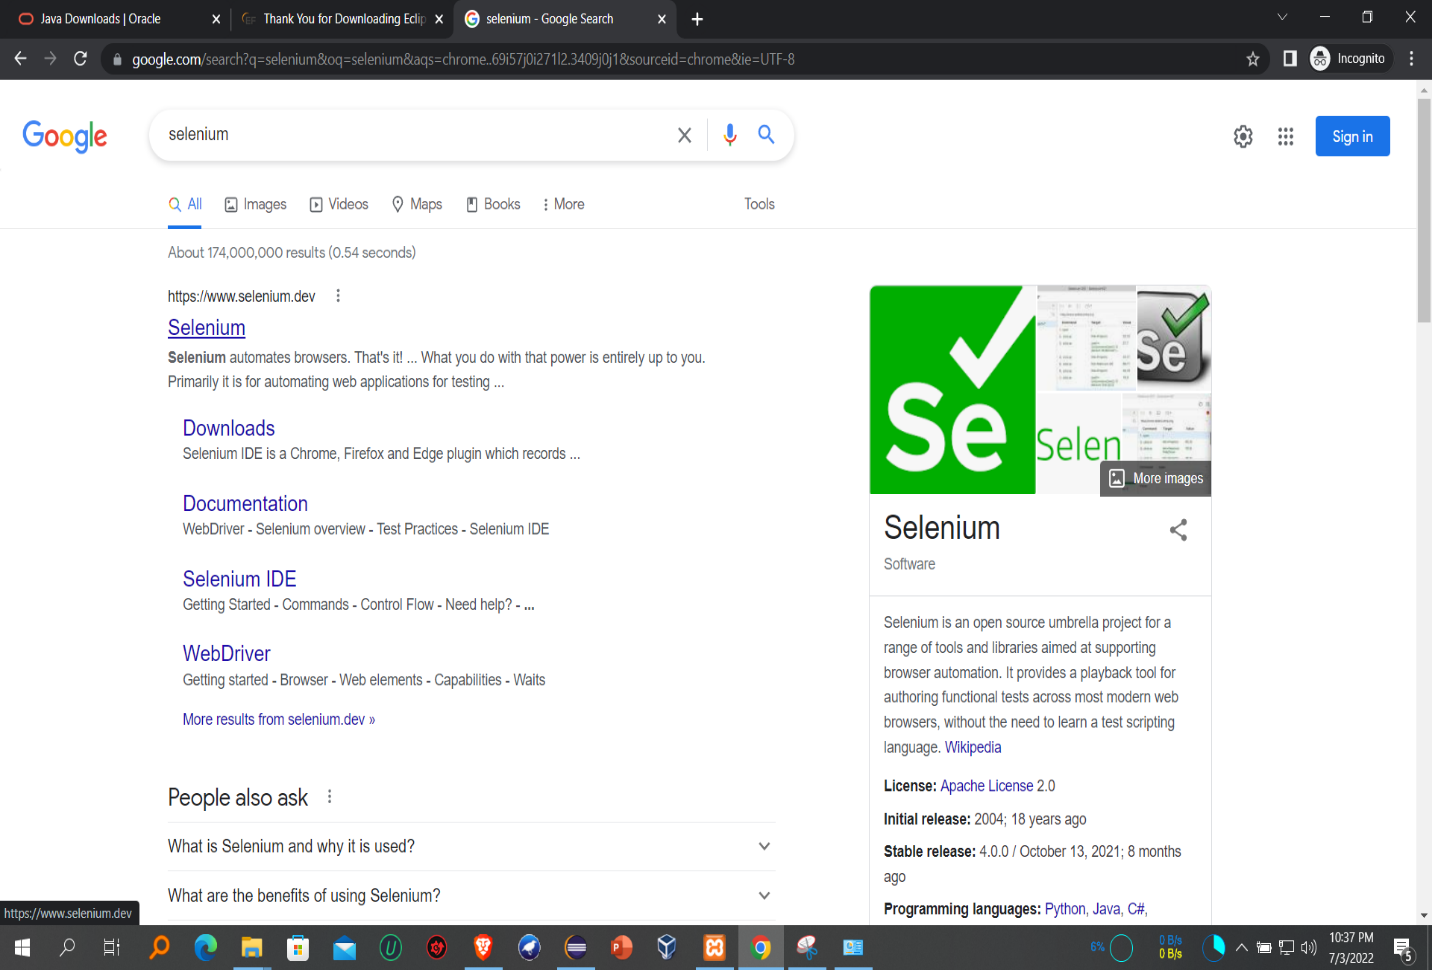 Java Downloads | Oracle
Thank You for Downloading Eclip
selenium - Google Search
google.com/search?q=selenium&oq=selenium&aqs=chrome..69i57j0i271l2.3409j0j1&sourceid=chrome&ie=UTF-8
Incognito
Google
selenium
Sign in
All
Images
Videos
Maps
Books
More
Tools
About 174,000,000 results (0.54 seconds)
https://www.selenium.dev
Selenium
Selenium automates browsers. That's it! ... What you do with that power is entirely up to you.
Primarily it is for automating web applications for testing ...
Downloads
Selenium IDE is a Chrome, Firefox and Edge plugin which records ...
Documentation
WebDriver - Selenium overview - Test Practices - Selenium IDE
Selenium IDE
Getting Started - Commands - Control Flow - Need help? - ...
WebDriver
Getting started - Browser - Web elements - Capabilities - Waits
More results from selenium.dev »
People also ask
What is Selenium and why it is used?
What are the benefits of using Selenium?
Se
Se
Selen
More images
Selenium
Software
Selenium is an open source umbrella project for a
range of tools and libraries aimed at supporting
browser automation. It provides a playback tool for
authoring functional tests across most modern web
browsers, without the need to learn a test scripting
language. Wikipedia
License: Apache License 2.0
Initial release: 2004; 18 years ago
Stable release: 4.0.0 / October 13, 2021; 8 months
ago
Programming languages: Python, Java, C#,
https://www.selenium.dev
6%
0 B/s
0 B/s
10:37 PM
7/3/2022
5